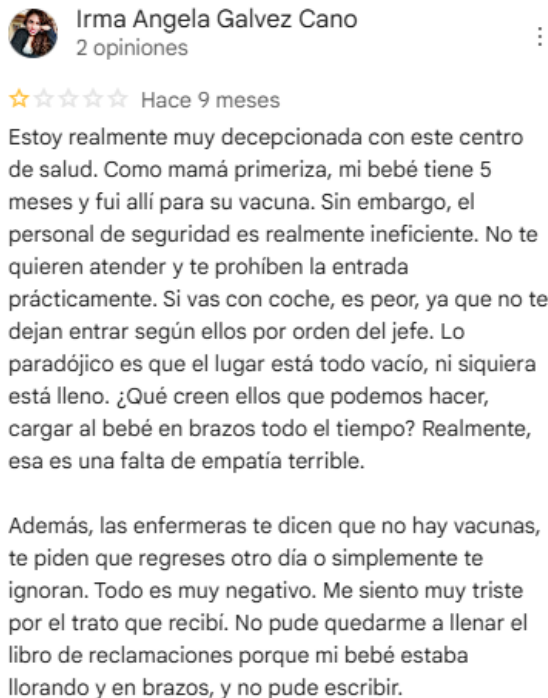 Irma Angela Galvez Cano
2 opiniones
Hace 9 meses
Estoy realmente muy decepcionada con este centro
de salud. Como mamá primeriza, mi bebé tiene 5
meses y fui allí para su vacuna. Sin embargo, el
personal de seguridad es realmente ineficiente. No te
quieren atender y te prohíben la entrada
prácticamente. Si vas con coche, es peor, ya que no te
dejan entrar según ellos por orden del jefe. Lo
paradójico es que el lugar está todo vacío, ni siquiera
está lleno. ¿Qué creen ellos que podemos hacer,
cargar al bebé en brazos todo el tiempo? Realmente,
esa es una falta de empatía terrible.
Además, las enfermeras te dicen que no hay vacunas,
te piden que regreses otro día o simplemente te
ignoran. Todo es muy negativo. Me siento muy triste
por el trato que recibí. No pude quedarme a llenar el
libro de reclamaciones porque mi bebé estaba
llorando y en brazos, y no pude escribir.